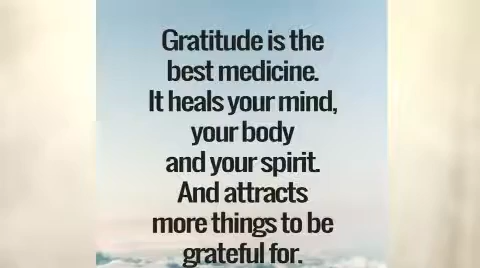 Gratitude is the
best medicine.
It heals your mind,
your body
and your spirit.
And attracts
more things to be
grateful for.